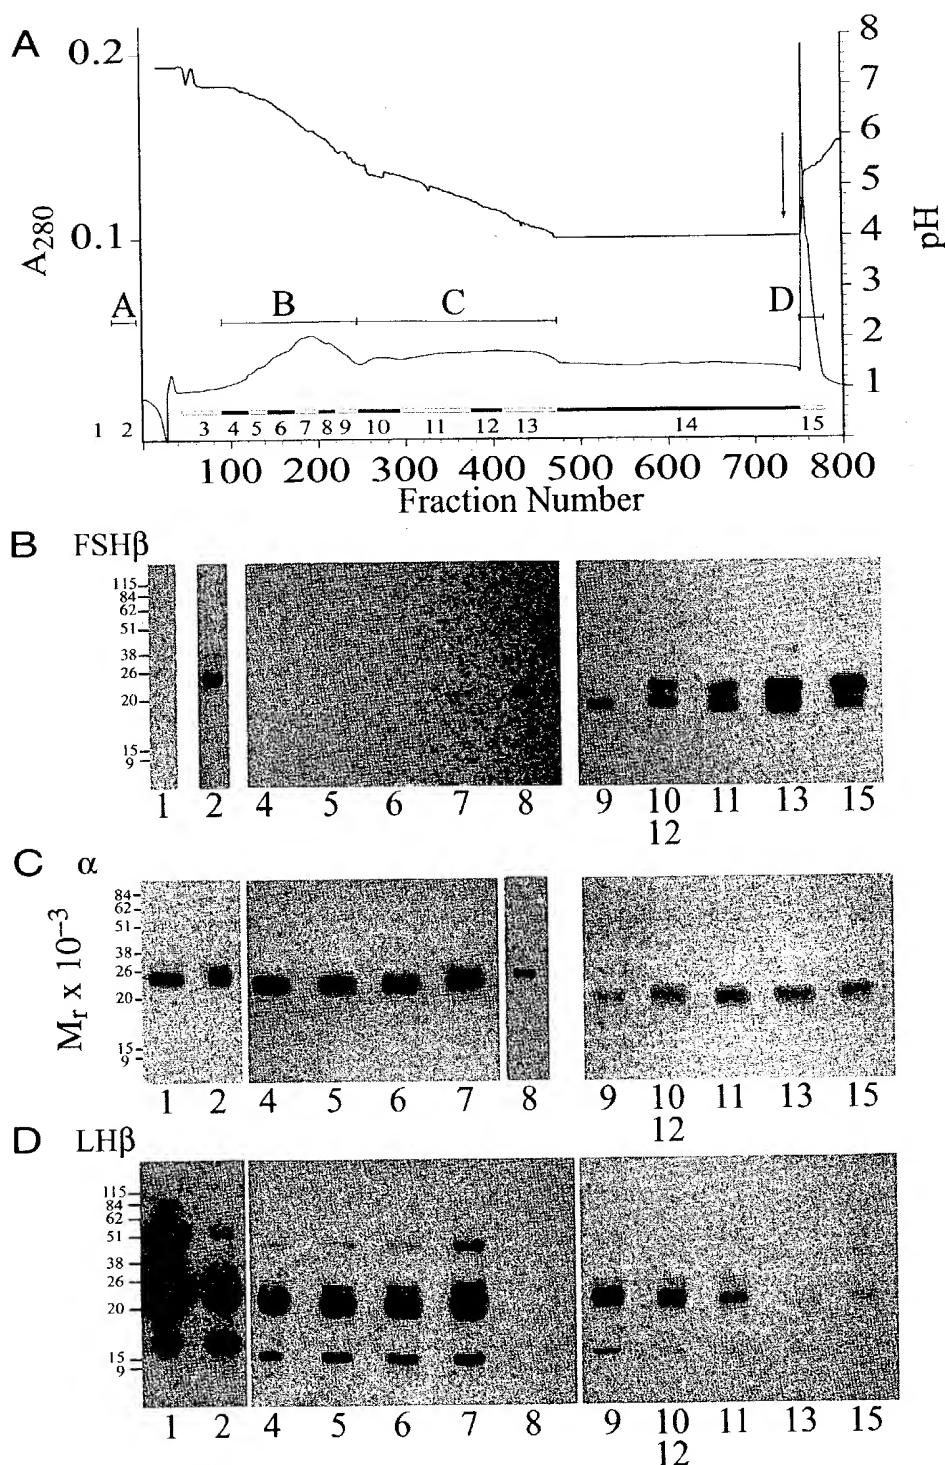 A
0.2
0.1
A280
8
7
6
5
4
3
2
1
pH
A
B
C
D
1 2 3 4 5 6 7 8 9 10 11 12 13 14 15
100 200 300 400 500 600 700 800
Fraction Number
B FSHβ
115
84
62
51
38
26
20
15
9
1 2 4 5 6 7 8 9 10 11 13 15
12
C α
Mr x 10⁻³
84
62
51
38
26
20
15
9
1 2 4 5 6 7 8 9 10 11 13 15
12
D LHβ
115
84
62
51
38
26
20
15
9
1 2 4 5 6 7 8 9 10 11 13 15
12